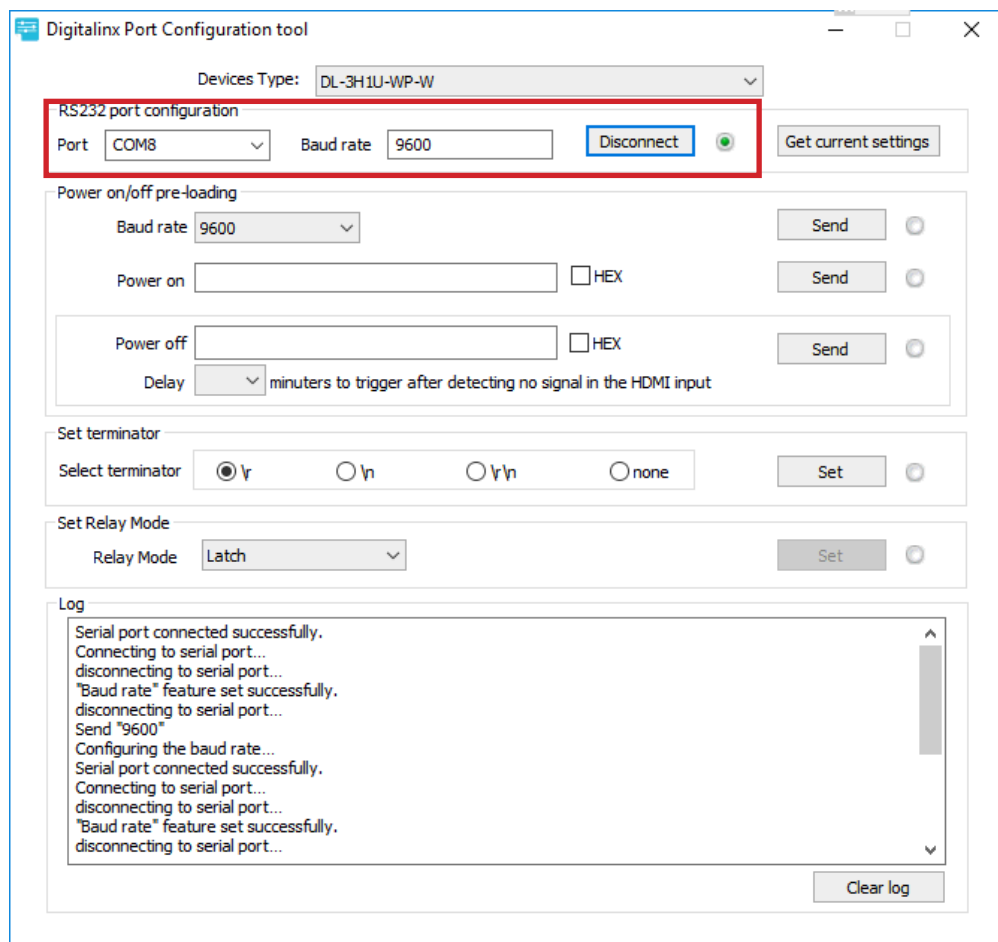 Digitalinx Port Configuration tool
Devices Type: DL-3H1U-WP-W
RS232 port configuration
Port COM8 Baud rate 9600 Disconnect Get current settings
Power on/off pre-loading
Baud rate 9600 Send
Power on HEX Send
Power off HEX Send
Delay minuters to trigger after detecting no signal in the HDMI input
Set terminator
Select terminator \r \n \r\n none Set
Set Relay Mode
Relay Mode Latch Set
Log
Serial port connected successfully.
Connecting to serial port...
disconnecting to serial port...
"Baud rate" feature set successfully.
disconnecting to serial port...
Send "9600"
Configuring the baud rate...
Serial port connected successfully.
Connecting to serial port...
disconnecting to serial port...
"Baud rate" feature set successfully.
disconnecting to serial port...
Clear log